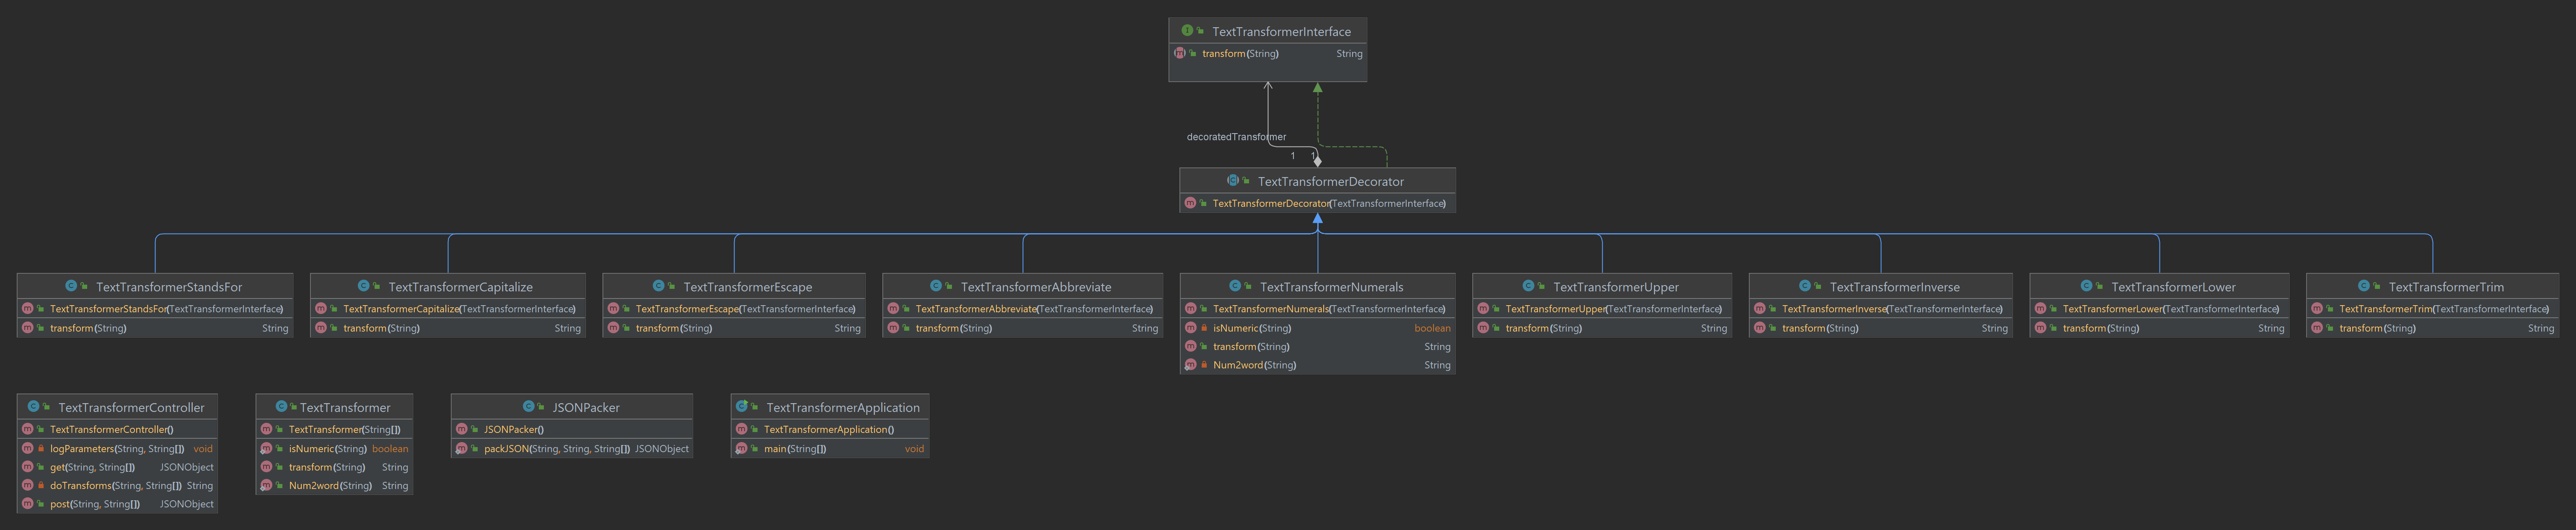 TextTransformerInterface
transform(String) String
decoratedTransformer
1 1
TextTransformerDecorator
TextTransformerDecorator(TextTransformerInterface)
TextTransformerStandsFor
TextTransformerStandsFor(TextTransformerInterface)
transform(String) String
TextTransformerCapitalize
TextTransformerCapitalize(TextTransformerInterface)
transform(String) String
TextTransformerEscape
TextTransformerEscape(TextTransformerInterface)
transform(String) String
TextTransformerAbbreviate
TextTransformerAbbreviate(TextTransformerInterface)
transform(String) String
TextTransformerNumerals
TextTransformerNumerals(TextTransformerInterface)
isNumeric(String) boolean
transform(String) String
Num2word(String) String
TextTransformerUpper
TextTransformerUpper(TextTransformerInterface)
transform(String) String
TextTransformerInverse
TextTransformerInverse(TextTransformerInterface)
transform(String) String
TextTransformerLower
TextTransformerLower(TextTransformerInterface)
transform(String) String
TextTransformerTrim
TextTransformerTrim(TextTransformerInterface)
transform(String) String
TextTransformerController
TextTransformerController()
logParameters(String, String[]) void
get(String, String[]) JSONObject
doTransforms(String, String[]) String
post(String, String[]) JSONObject
TextTransformer
TextTransformer(String[])
isNumeric(String) boolean
transform(String) String
Num2word(String) String
JSONPacker
JSONPacker()
packJSON(String, String, String[]) JSONObject
TextTransformerApplication
TextTransformerApplication()
main(String[]) void